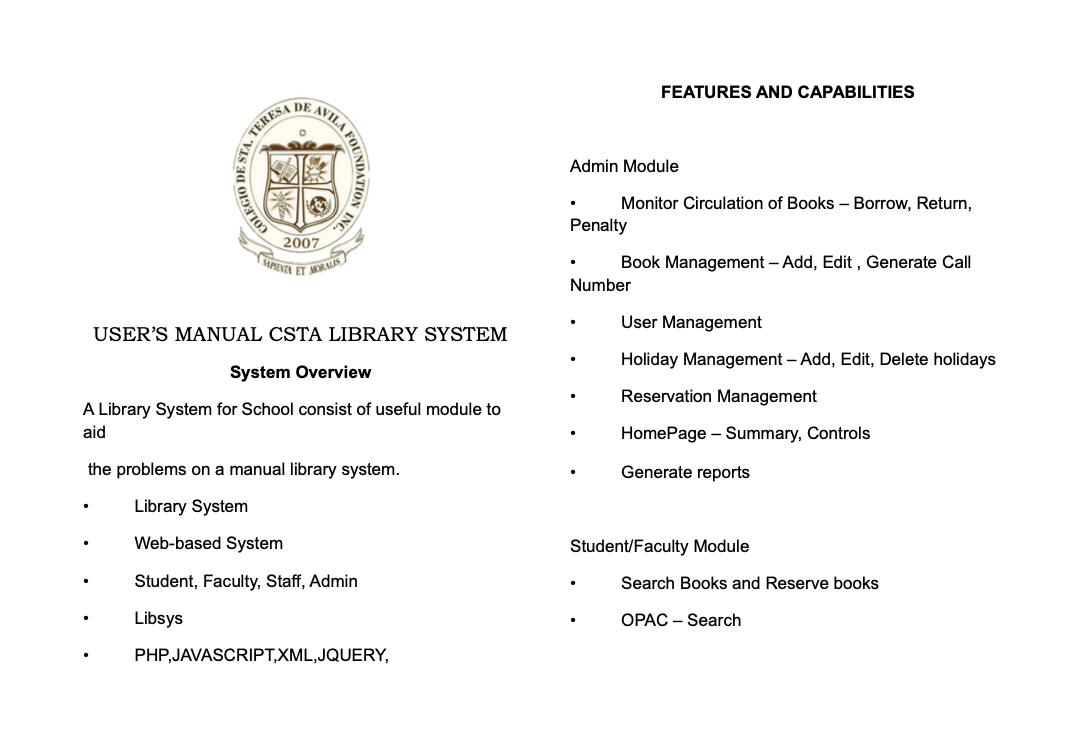 COLEGIO DE STA. TERESA DE AVILA FOUNDATION INC.
2007
SAPIENTA ET MORALIS
USER'S MANUAL CSTA LIBRARY SYSTEM
System Overview
A Library System for School consist of useful module to
aid
the problems on a manual library system.
• Library System
• Web-based System
• Student, Faculty, Staff, Admin
• Libsys
• PHP,JAVASCRIPT,XML,JQUERY,
FEATURES AND CAPABILITIES
Admin Module
• Monitor Circulation of Books – Borrow, Return,
Penalty
• Book Management – Add, Edit , Generate Call
Number
• User Management
• Holiday Management – Add, Edit, Delete holidays
• Reservation Management
• HomePage – Summary, Controls
• Generate reports
Student/Faculty Module
• Search Books and Reserve books
• OPAC – Search